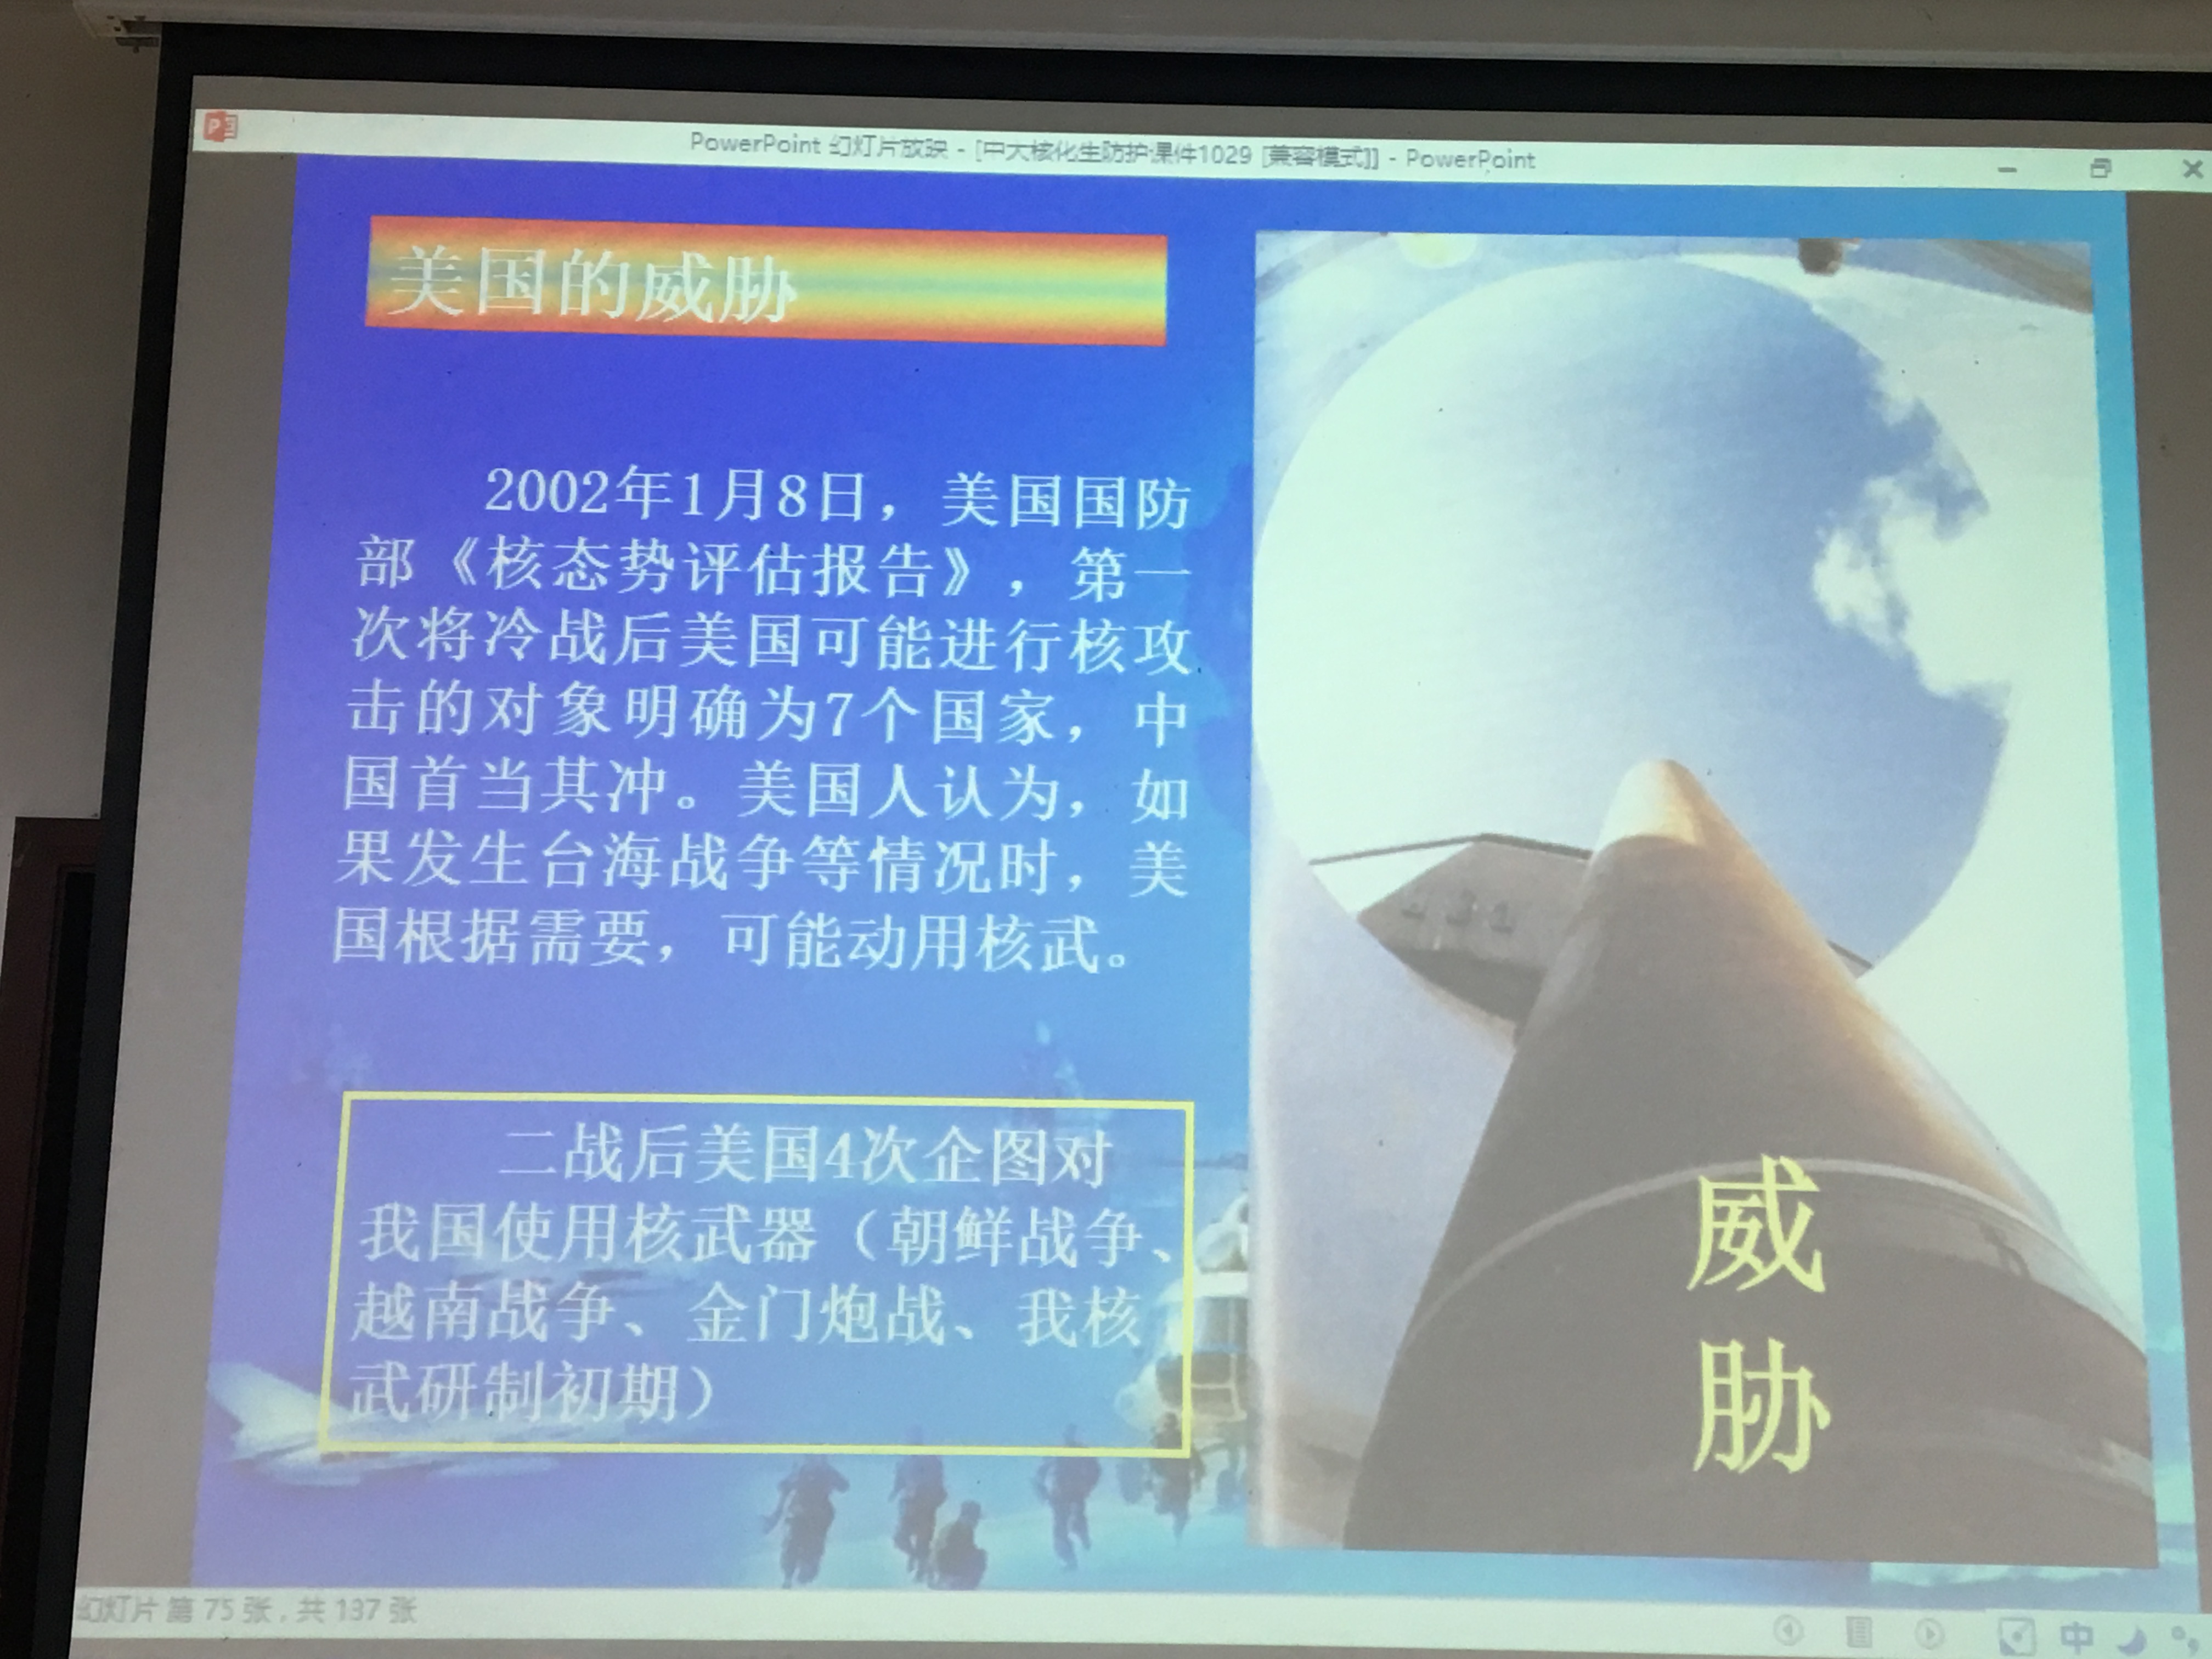 PowerPoint 幻灯片放映 - [中大核化生防护课件1029 [兼容模式]] - PowerPoint
美国的威胁
2002年1月8日，美国国防
部《核态势评估报告》，第一
次将冷战后美国可能进行核攻
击的对象明确为7个国家，中
国首当其冲。美国人认为，如
果发生台海战争等情况时，美
国根据需要，可能动用核武。
二战后美国4次企图对
我国使用核武器（朝鲜战争、
越南战争、金门炮战、我核
武研制初期）
威
胁
幻灯片 第 75 张，共 137 张
中